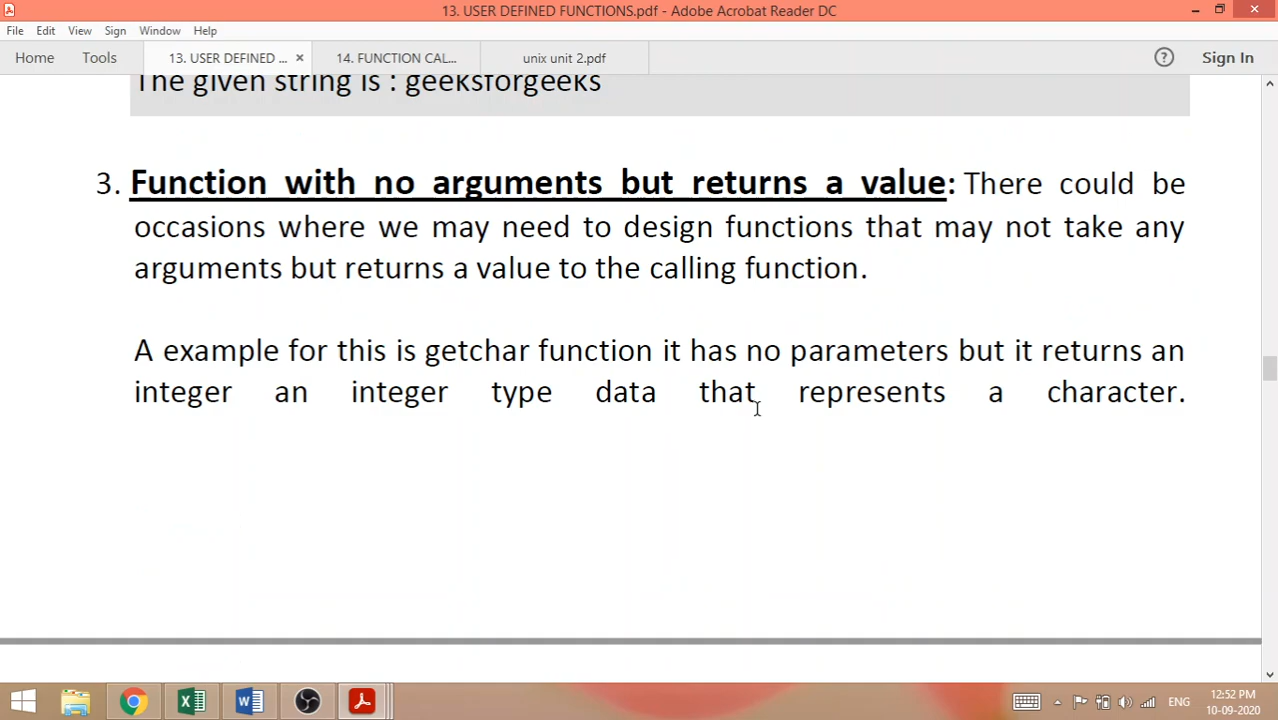 13. USER DEFINED FUNCTIONS.pdf - Adobe Acrobat Reader DC
File Edit View Sign Window Help
Home Tools 13. USER DEFINED ... × 14. FUNCTION CAL... unix unit 2.pdf ? Sign In
The given string is : geeksforgeeks
3. Function with no arguments but returns a value: There could be
occasions where we may need to design functions that may not take any
arguments but returns a value to the calling function.
A example for this is getchar function it has no parameters but it returns an
integer an integer type data that represents a character.
ENG 12:52 PM
10-09-2020